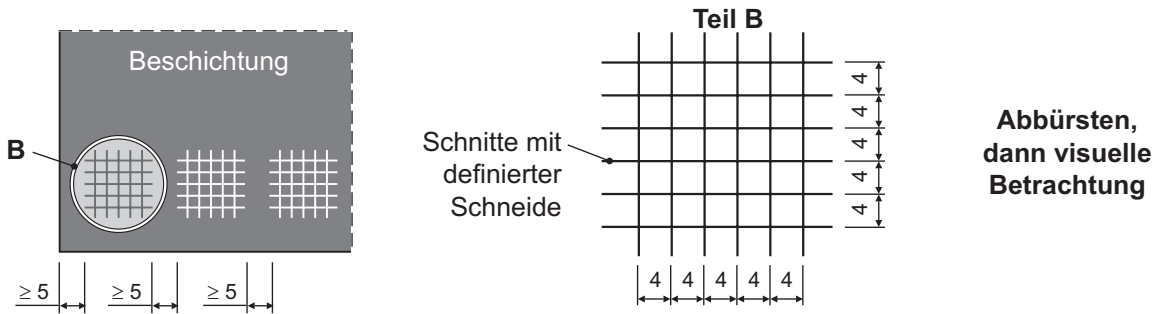 Teil B
Beschichtung
B
Schnitte mit
definierter
Schneide
Abbürsten,
dann visuelle
Betrachtung
4
4
4
4
4
4 4 4 4 4
≥ 5 ≥ 5 ≥ 5